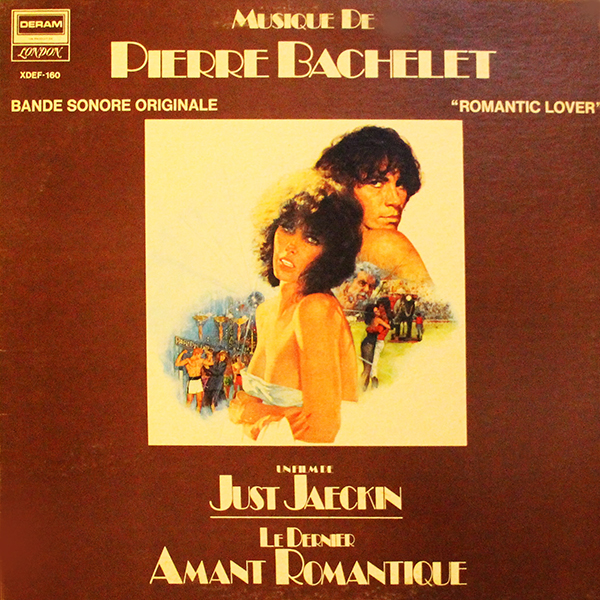 DERAM
LONDON
XDEF-160
MUSIQUE DE
PIERRE BACHELET
BANDE SONORE ORIGINALE
"ROMANTIC LOVER"
UN FILM DE
JUST JAECKIN
LE DERNIER
AMANT ROMANTIQUE